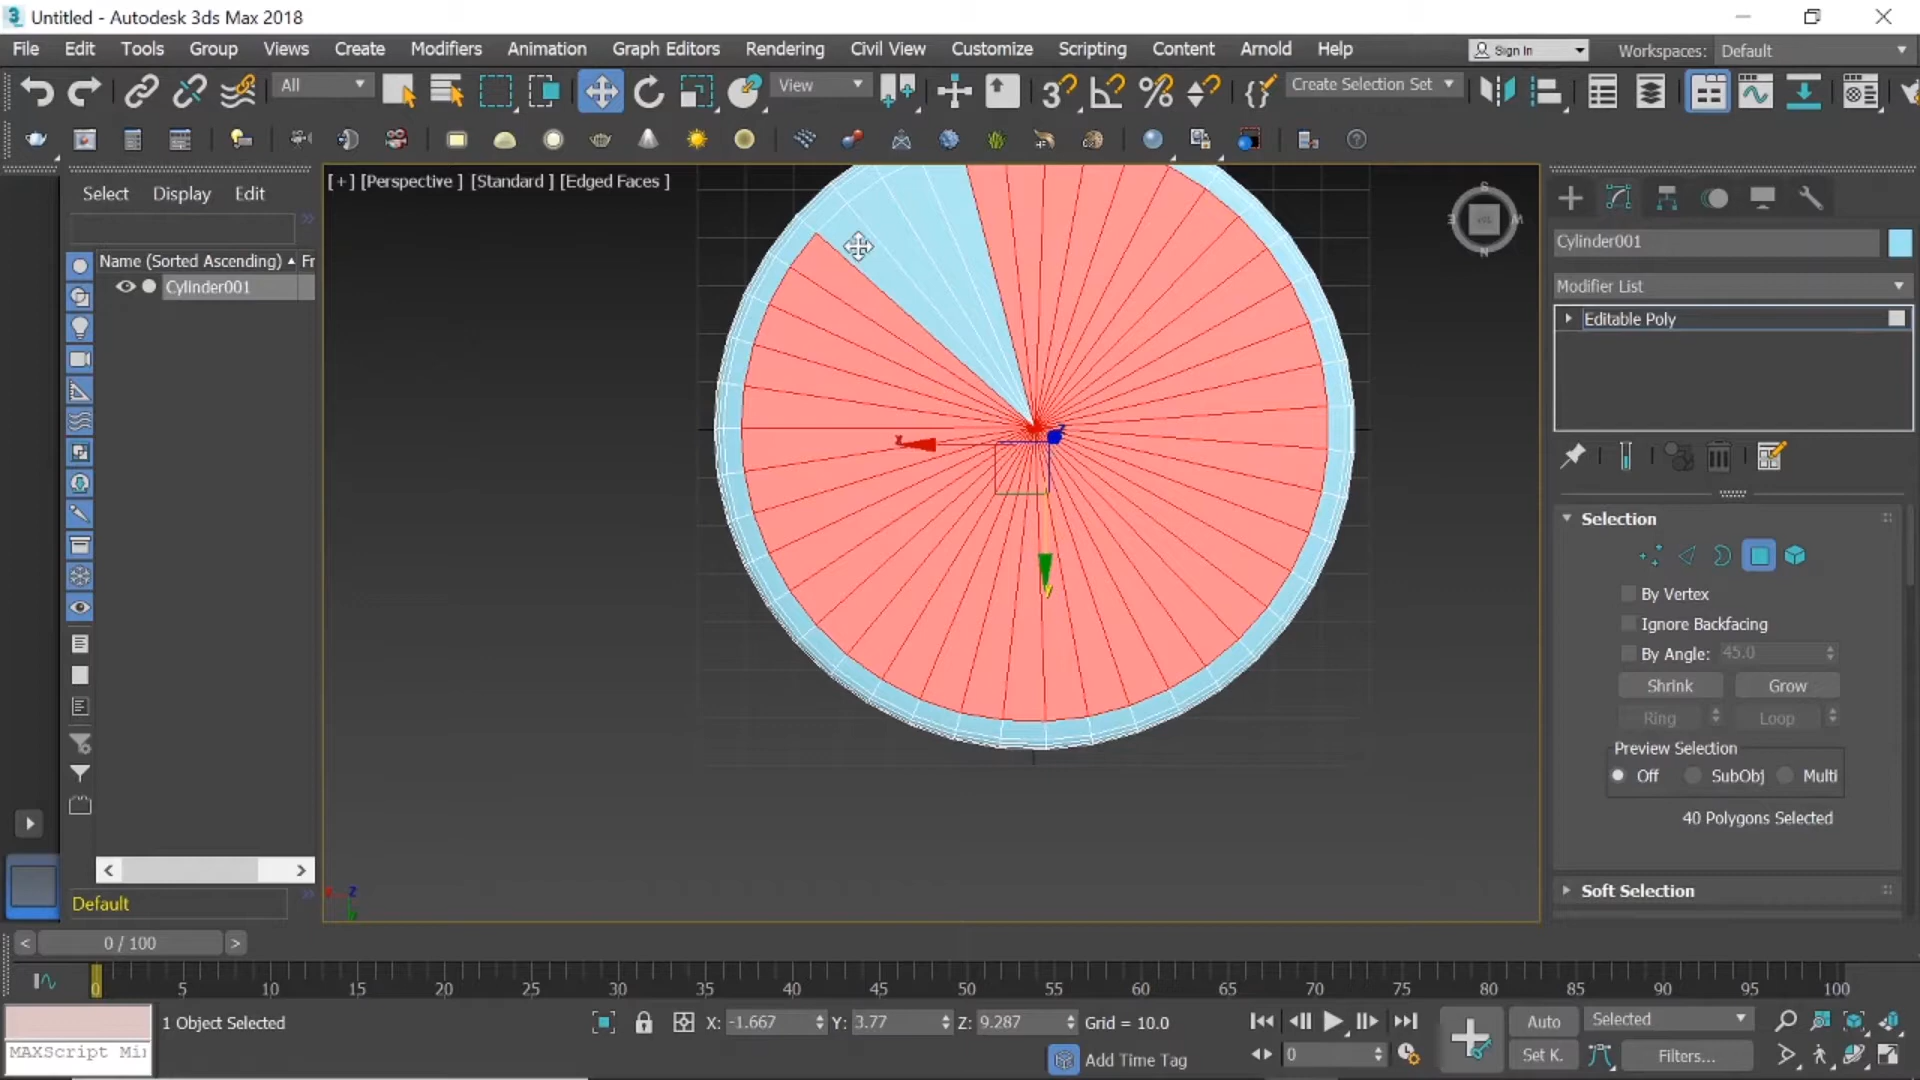 3 Untitled - Autodesk 3ds Max 2018
File Edit Tools Group Views Create Modifiers Animation Graph Editors Rendering Civil View Customize Scripting Content Arnold Help Sign In Workspaces: Default
All View 3 Create Selection Set
Select Display Edit
[+] [Perspective ] [Standard ] [Edged Faces ]
S
E W
N
Cylinder001
Name (Sorted Ascending) Fr
Cylinder001
Modifier List
Editable Poly
x z
y
Selection
By Vertex
Ignore Backfacing
By Angle: 45.0
Shrink Grow
Ring Loop
Preview Selection
Off SubObj Multi
40 Polygons Selected
Soft Selection
Default
z
< 0 / 100 >
0 5 10 15 20 25 30 35 40 45 50 55 60 65 70 75 80 85 90 95 100
1 Object Selected X: -1.667 Y: 3.77 Z: 9.287 Grid = 10.0 Auto Selected
MAXScript Mi Add Time Tag 0 Set K. Filters...